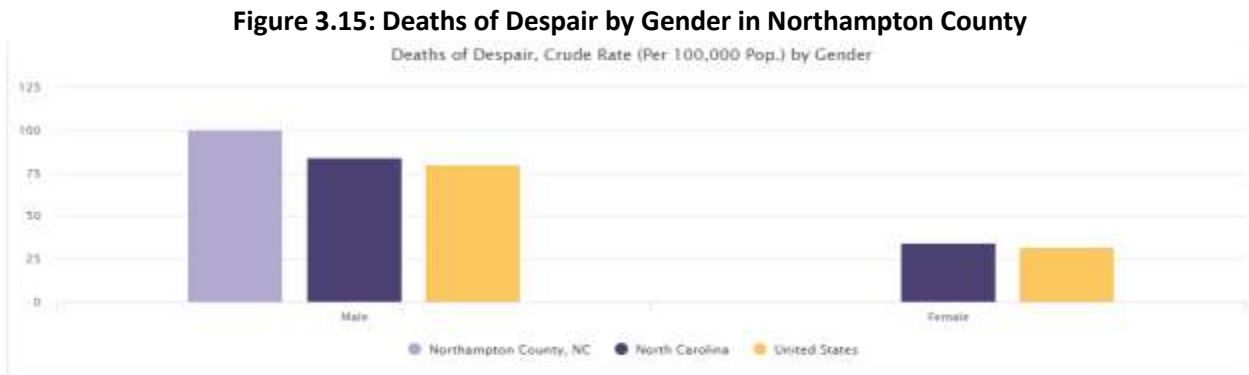 Figure 3.15: Deaths of Despair by Gender in Northampton County
Deaths of Despair, Crude Rate (Per 100,000 Pop.) by Gender
125
100
75
50
25
0
Male
Female
Northampton County, NC
North Carolina
United States